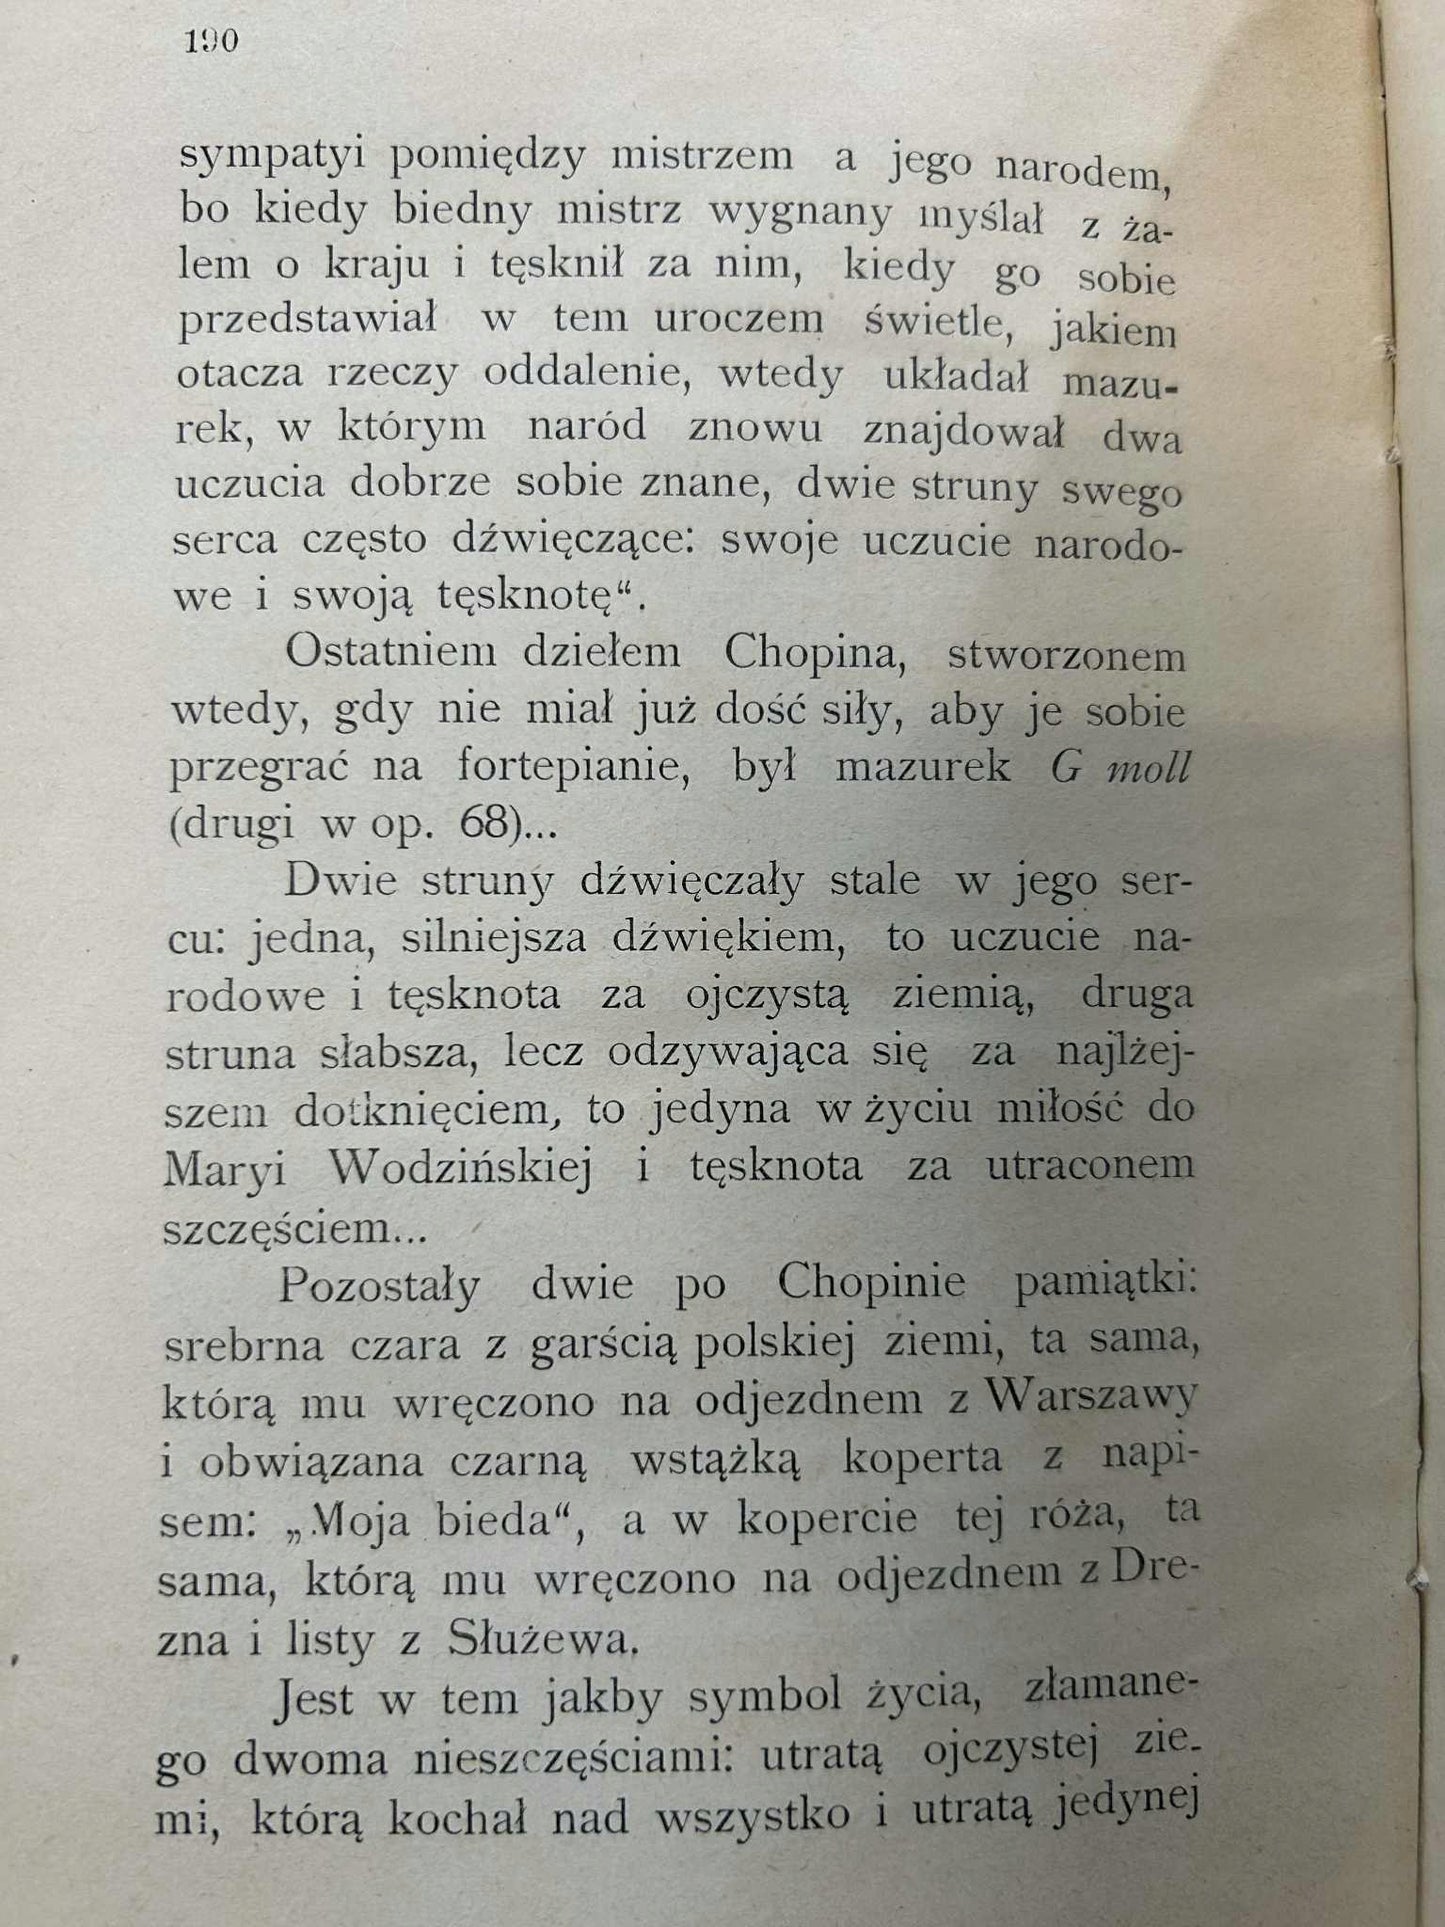 190
sympatyi pomiędzy mistrzem a jego narodem,
bo kiedy biedny mistrz wygnany myślał z ża-
lem o kraju i tęsknił za nim, kiedy go sobie
przedstawiał w tem uroczem świetle, jakiem
otacza rzeczy oddalenie, wtedy układał mazu-
rek, w którym naród znowu znajdował dwa
uczucia dobrze sobie znane, dwie struny swego
serca często dźwięczące: swoje uczucie narodo-
we i swoją tęsknotę“.
Ostatniem dziełem Chopina, stworzonem
wtedy, gdy nie miał już dość siły, aby je sobie
przegrać na fortepianie, był mazurek G moll
(drugi w op. 68)...
Dwie struny dźwięczały stale w jego ser-
cu: jedna, silniejsza dźwiękiem, to uczucie na-
rodowe i tęsknota za ojczystą ziemią, druga
struna słabsza, lecz odzywająca się za najlżej-
szem dotknięciem, to jedyna w życiu miłość do
Maryi Wodzińskiej i tęsknota za utraconem
szczęściem...
Pozostały dwie po Chopinie pamiątki:
srebrna czara z garścią polskiej ziemi, ta sama,
którą mu wręczono na odjezdnem z Warszawy
i obwiązana czarną wstążką koperta z napi-
sem: „Moja bieda“, a w kopercie tej róża, ta
sama, którą mu wręczono na odjezdnem z Dre-
zna i listy z Służewa.
Jest w tem jakby symbol życia, złamane-
go dwoma nieszczęściami: utratą ojczystej zie-
mi, którą kochał nad wszystko i utratą jedynej